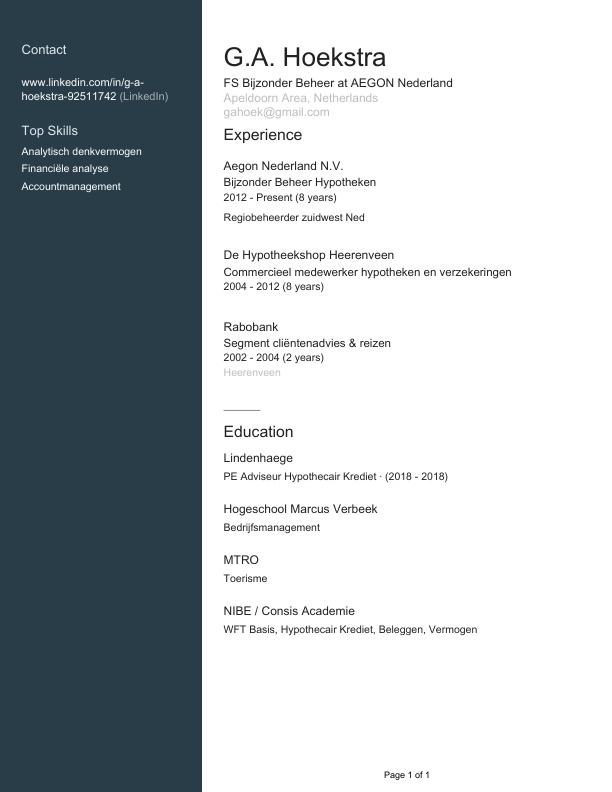 Contact
www.linkedin.com/in/g-a-
hoekstra-92511742 (LinkedIn)
Top Skills
Analytisch denkvermogen
Financiële analyse
Accountmanagement
G.A. Hoekstra
FS Bijzonder Beheer at AEGON Nederland
Apeldoorn Area, Netherlands
gahoek@gmail.com
Experience
Aegon Nederland N.V.
Bijzonder Beheer Hypotheken
2012 - Present (8 years)
Regiobeheerder zuidwest Ned
De Hypotheekshop Heerenveen
Commercieel medewerker hypotheken en verzekeringen
2004 - 2012 (8 years)
Rabobank
Segment cliëntenadvies & reizen
2002 - 2004 (2 years)
Heerenveen
Education
Lindenhaege
PE Adviseur Hypothecair Krediet · (2018 - 2018)
Hogeschool Marcus Verbeek
Bedrijfsmanagement
MTRO
Toerisme
NIBE / Consis Academie
WFT Basis, Hypothecair Krediet, Beleggen, Vermogen
Page 1 of 1